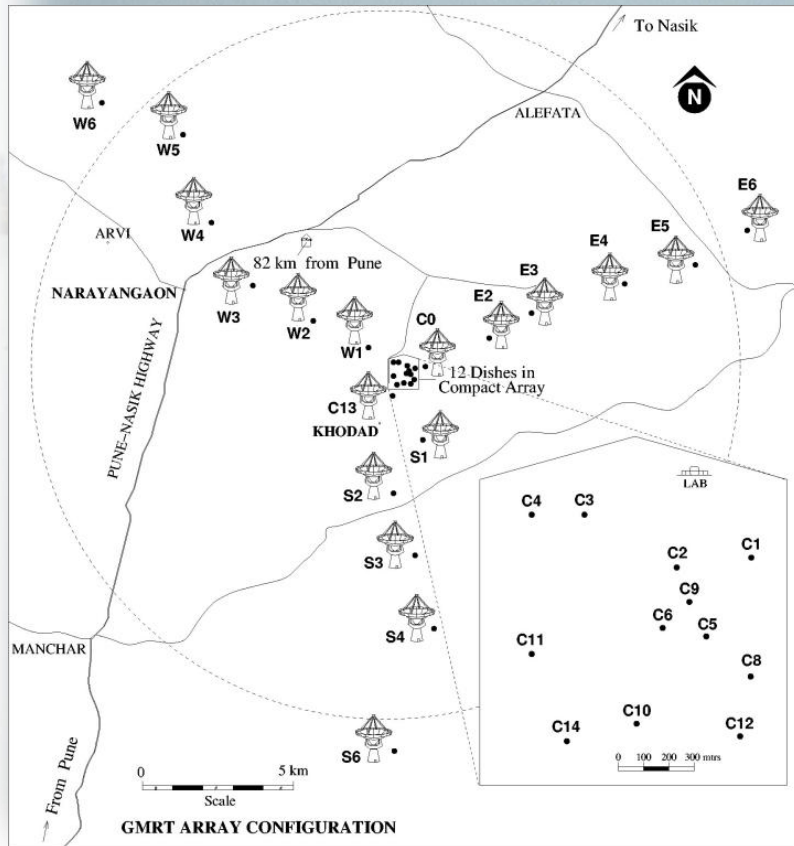 To Nasik
N
W6
ALEFATA
W5
E6
W4
ARVI
E5
E4
82 km from Pune
E3
NARAYANGAON
W3
W2
E2
C0
W1
12 Dishes in
Compact Array
C13
KHODAD
PUNE-NASIK HIGHWAY
S1
S2
LAB
C4
C3
C1
C2
S3
C9
C6
C5
S4
C11
MANCHAR
C8
C10
C12
C14
S6
0 100 200 300 mtrs
From Pune
0 5 km
Scale
GMRT ARRAY CONFIGURATION